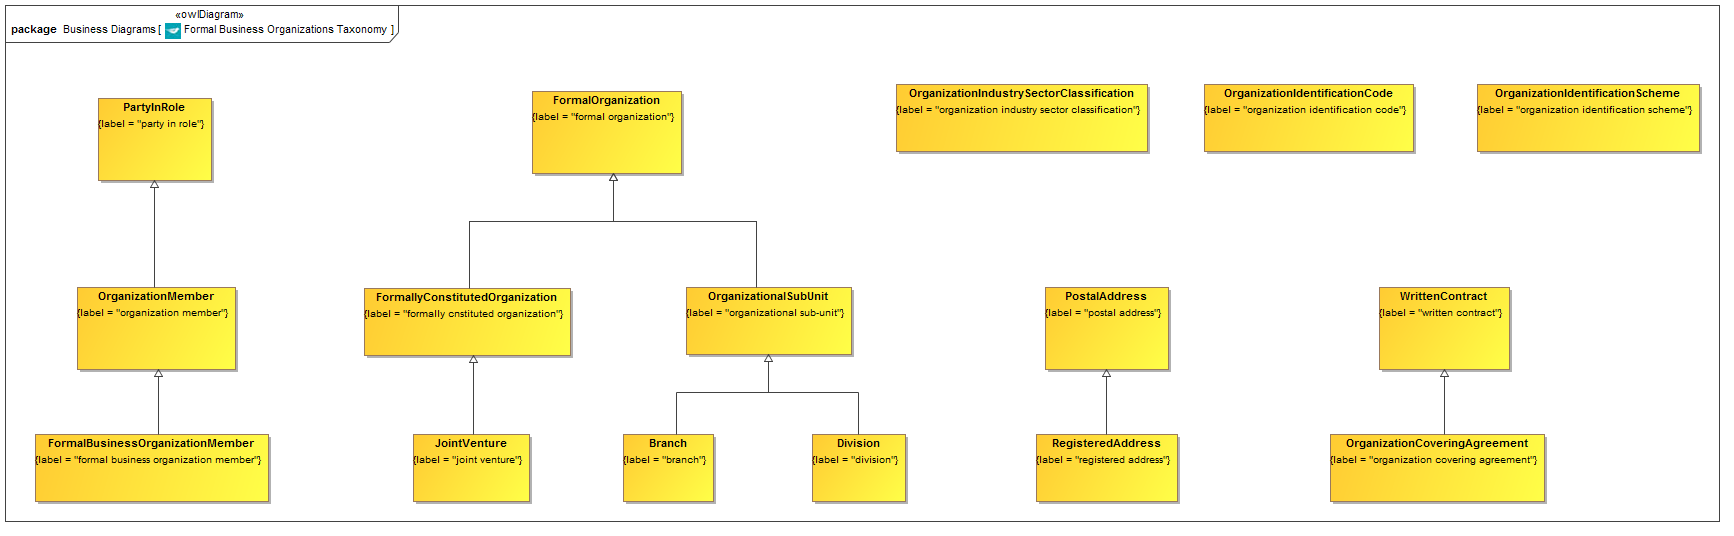 «owlDiagram»
package Business Diagrams [ Formal Business Organizations Taxonomy ]
PartyInRole
{label = "party in role"}
FormalOrganization
{label = "formal organization"}
OrganizationIndustrySectorClassification
{label = "organization industry sector classification"}
OrganizationIdentificationCode
{label = "organization identification code"}
OrganizationIdentificationScheme
{label = "organization identification scheme"}
OrganizationMember
{label = "organization member"}
FormallyConstitutedOrganization
{label = "formally cnstituted organization"}
OrganizationalSubUnit
{label = "organizational sub-unit"}
PostalAddress
{label = "postal address"}
WrittenContract
{label = "written contract"}
FormalBusinessOrganizationMember
{label = "formal business organization member"}
JointVenture
{label = "joint venture"}
Branch
{label = "branch"}
Division
{label = "division"}
RegisteredAddress
{label = "registered address"}
OrganizationCoveringAgreement
{label = "organization covering agreement"}